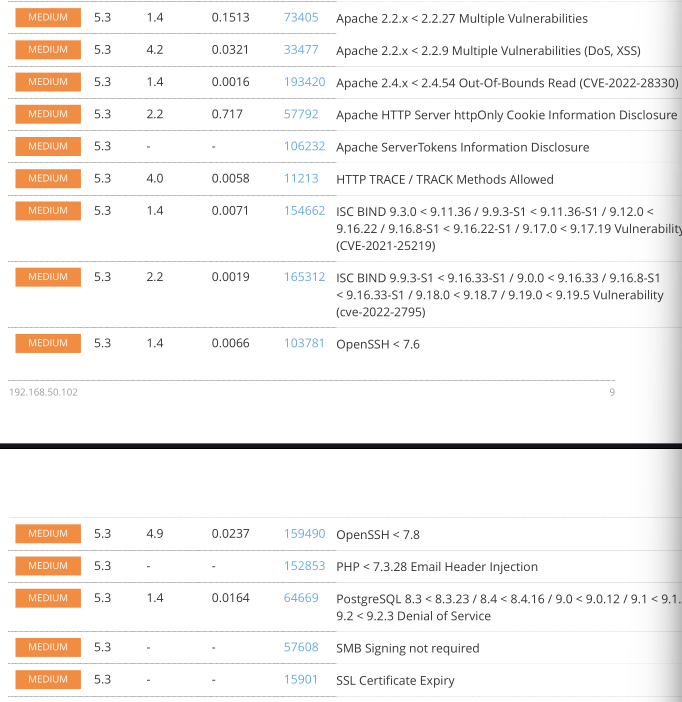 MEDIUM 5.3 1.4 0.1513 73405 Apache 2.2.x < 2.2.27 Multiple Vulnerabilities
MEDIUM 5.3 4.2 0.0321 33477 Apache 2.2.x < 2.2.9 Multiple Vulnerabilities (DoS, XSS)
MEDIUM 5.3 1.4 0.0016 193420 Apache 2.4.x < 2.4.54 Out-Of-Bounds Read (CVE-2022-28330)
MEDIUM 5.3 2.2 0.717 57792 Apache HTTP Server httpOnly Cookie Information Disclosure
MEDIUM 5.3 - - 106232 Apache ServerTokens Information Disclosure
MEDIUM 5.3 4.0 0.0058 11213 HTTP TRACE / TRACK Methods Allowed
MEDIUM 5.3 1.4 0.0071 154662 ISC BIND 9.3.0 < 9.11.36 / 9.9.3-S1 < 9.11.36-S1 / 9.12.0 <
9.16.22 / 9.16.8-S1 < 9.16.22-S1 / 9.17.0 < 9.17.19 Vulnerability
(CVE-2021-25219)
MEDIUM 5.3 2.2 0.0019 165312 ISC BIND 9.9.3-S1 < 9.16.33-S1 / 9.0.0 < 9.16.33 / 9.16.8-S1
< 9.16.33-S1 / 9.18.0 < 9.18.7 / 9.19.0 < 9.19.5 Vulnerability
(cve-2022-2795)
MEDIUM 5.3 1.4 0.0066 103781 OpenSSH < 7.6
192.168.50.102 9
MEDIUM 5.3 4.9 0.0237 159490 OpenSSH < 7.8
MEDIUM 5.3 - - 152853 PHP < 7.3.28 Email Header Injection
MEDIUM 5.3 1.4 0.0164 64669 PostgreSQL 8.3 < 8.3.23 / 8.4 < 8.4.16 / 9.0 < 9.0.12 / 9.1 < 9.1.
9.2 < 9.2.3 Denial of Service
MEDIUM 5.3 - - 57608 SMB Signing not required
MEDIUM 5.3 - - 15901 SSL Certificate Expiry